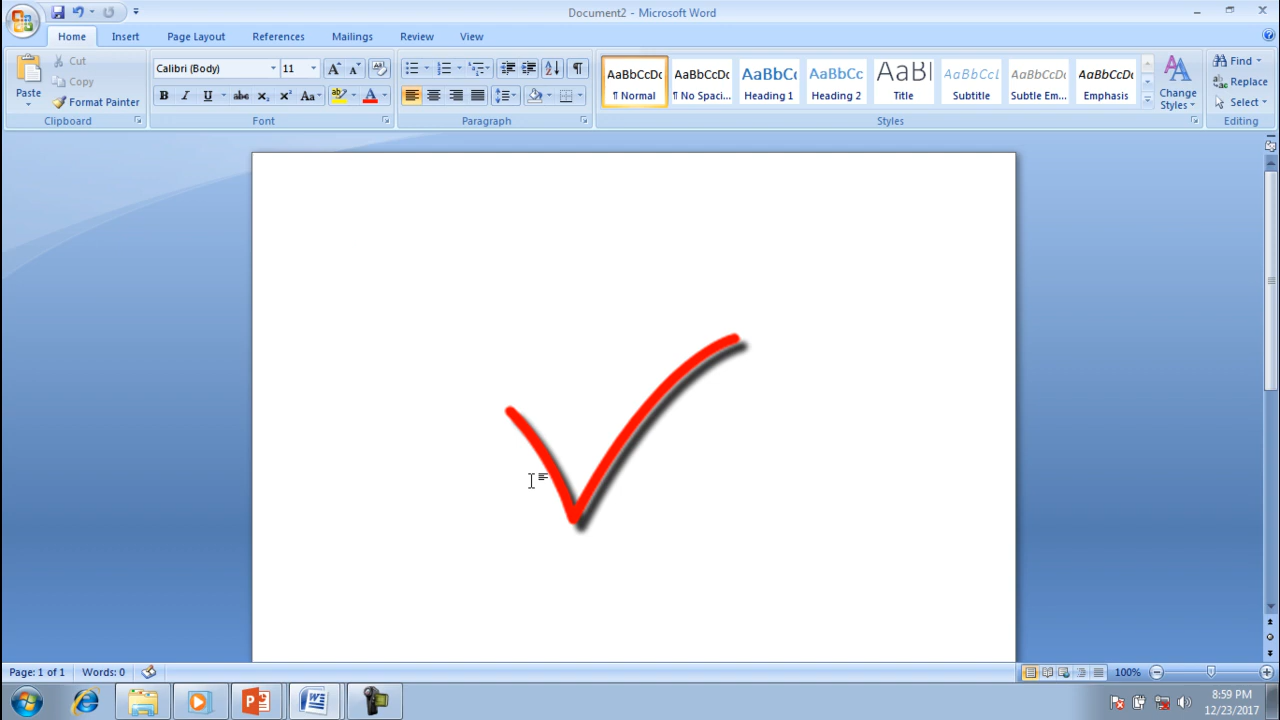 Document2 - Microsoft Word
Home Insert Page Layout References Mailings Review View
Paste
Cut
Copy
Format Painter
Clipboard
Calibri (Body) 11
Font
Paragraph
AaBbCcDc AaBbCcDc AaBbCc AaBbCc AaBl AaBbCcL AaBbCcDc AaBbCcDc
¶ Normal ¶ No Spaci... Heading 1 Heading 2 Title Subtitle Subtle Em... Emphasis
Change
Styles
Styles
Find
Replace
Select
Editing
Page: 1 of 1 Words: 0 100%
8:59 PM
12/23/2017